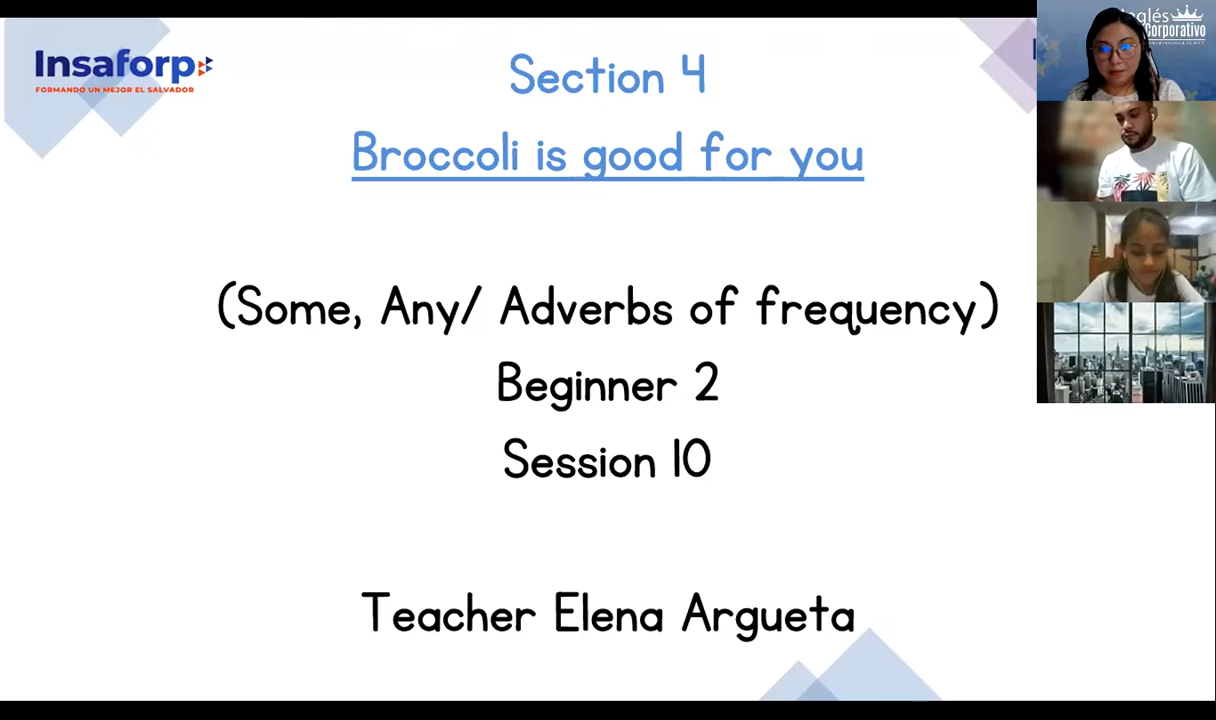 Insaforp
FORMANDO UN MEJOR EL SALVADOR
Section 4
Broccoli is good for you
(Some, Any/ Adverbs of frequency)
Beginner 2
Session 10
Teacher Elena Argueta
Inglés
Corporativo